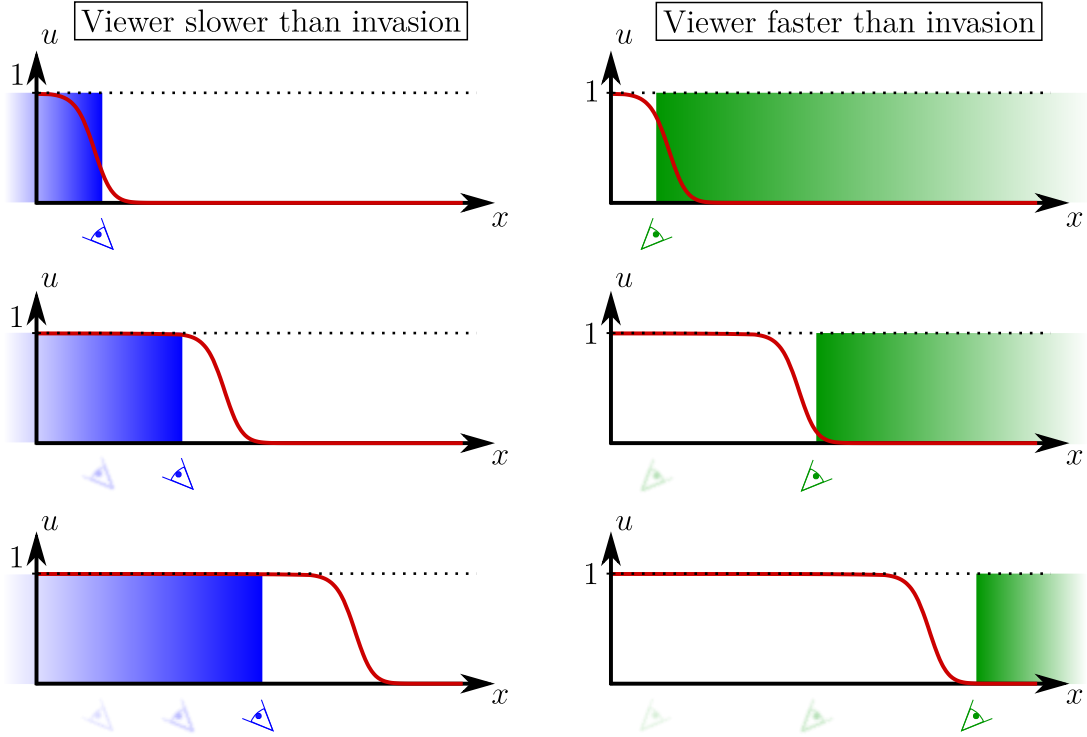 Viewer slower than invasion
Viewer faster than invasion
u
1
x
u
1
x
u
1
x
u
1
x
u
1
x
u
1
x